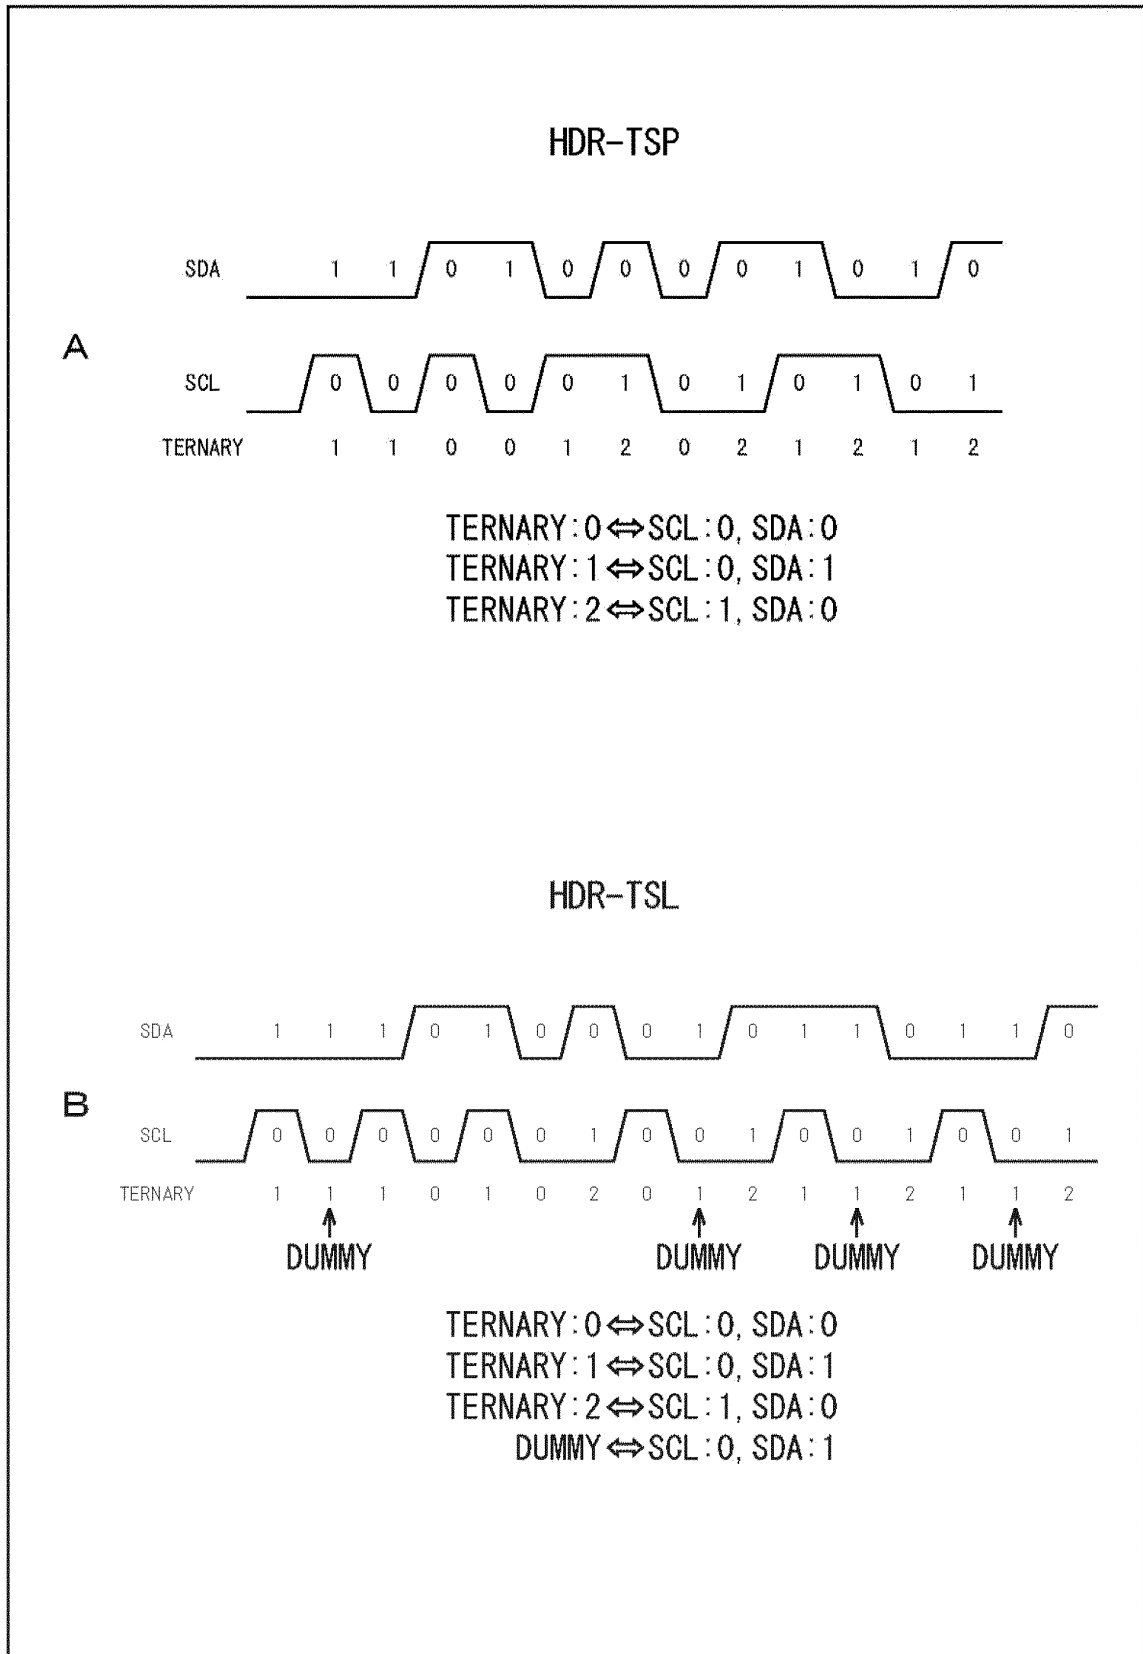 HDR-TSP
SDA 1 1 0 1 0 0 0 0 1 0 1 0
A
SCL 0 0 0 0 0 1 0 1 0 1 0 1
TERNARY 1 1 0 0 1 2 0 2 1 2 1 2
TERNARY:0⇔SCL:0, SDA:0
TERNARY:1⇔SCL:0, SDA:1
TERNARY:2⇔SCL:1, SDA:0
HDR-TSL
SDA 1 1 1 0 1 0 0 0 1 0 1 1 0 1 1 0
B
SCL 0 0 0 0 0 0 1 0 0 1 0 0 1 0 0 1
TERNARY 1 1 1 0 1 0 2 0 1 2 1 1 2 1 1 2
DUMMY DUMMY DUMMY DUMMY
TERNARY:0⇔SCL:0, SDA:0
TERNARY:1⇔SCL:0, SDA:1
TERNARY:2⇔SCL:1, SDA:0
DUMMY⇔SCL:0, SDA:1